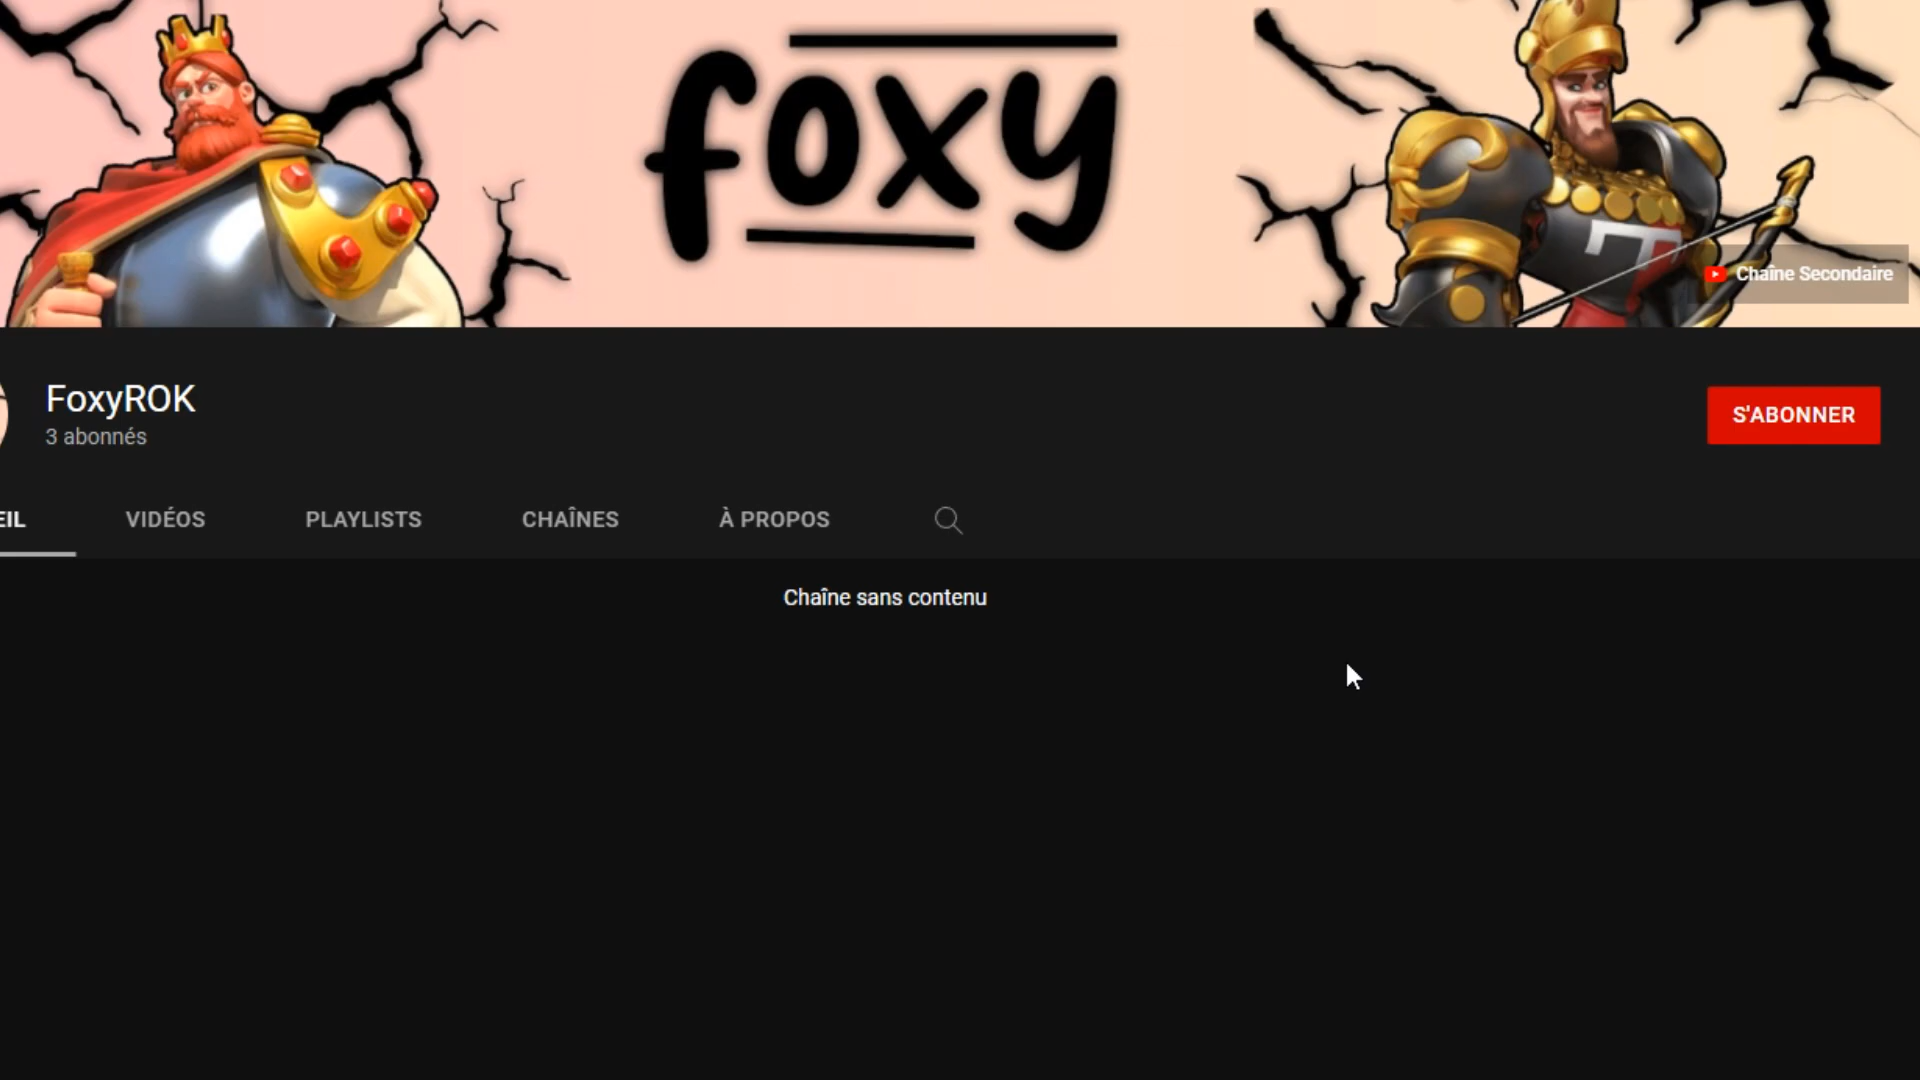 foxy
Chaîne Secondaire
FoxyROK
3 abonnés
S'ABONNER
EIL VIDÉOS PLAYLISTS CHAÎNES À PROPOS
Chaîne sans contenu